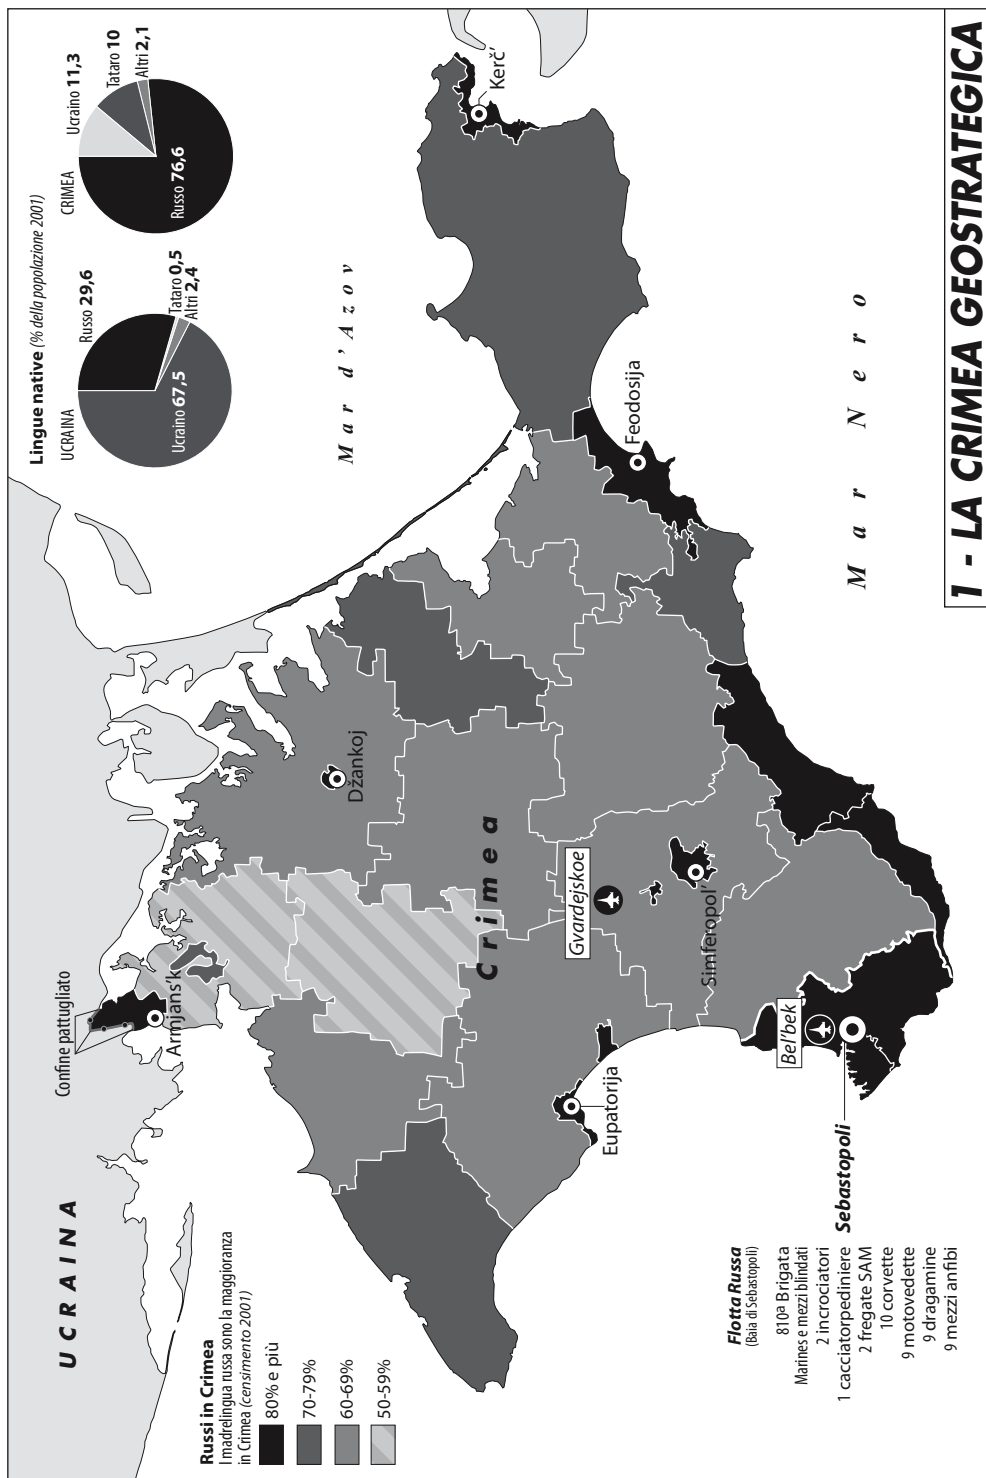 1 - LA CRIMEA GEOSTRATEGICA
UCRAINA
Confine pattugliato
Armjans'k
Džankoj
Crimea
Gvardejskoe
Simferopol'
Eupatorija
Bel'bek
Sebastopoli
Feodosija
Kerč'
Mar d'Azov
Mar Nero
Lingue native (% della popolazione 2001)
UCRAINA
Russo 29,6
Tataro 0,5
Altri 2,4
Ucraino 67,5
CRIMEA
Ucraino 11,3
Tataro 10
Altri 2,1
Russo 76,6
Russi in Crimea
I madrelingua russa sono la maggioranza
in Crimea (censimento 2001)
80% e più
70-79%
60-69%
50-59%
Flotta Russa
(Baia di Sebastopoli)
810ª Brigata
Marines e mezzi blindati
2 incrociatori
1 cacciatorpediniere
2 fregate SAM
10 corvette
9 motovedette
9 dragamine
9 mezzi anfibi